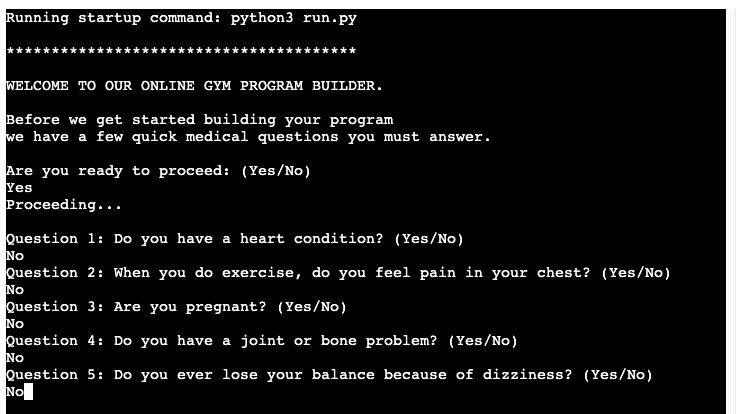 Running startup command: python3 run.py
***************************************
WELCOME TO OUR ONLINE GYM PROGRAM BUILDER.
Before we get started building your program
we have a few quick medical questions you must answer.
Are you ready to proceed: (Yes/No)
Yes
Proceeding...
Question 1: Do you have a heart condition? (Yes/No)
No
Question 2: When you do exercise, do you feel pain in your chest? (Yes/No)
No
Question 3: Are you pregnant? (Yes/No)
No
Question 4: Do you have a joint or bone problem? (Yes/No)
No
Question 5: Do you ever lose your balance because of dizziness? (Yes/No)
No